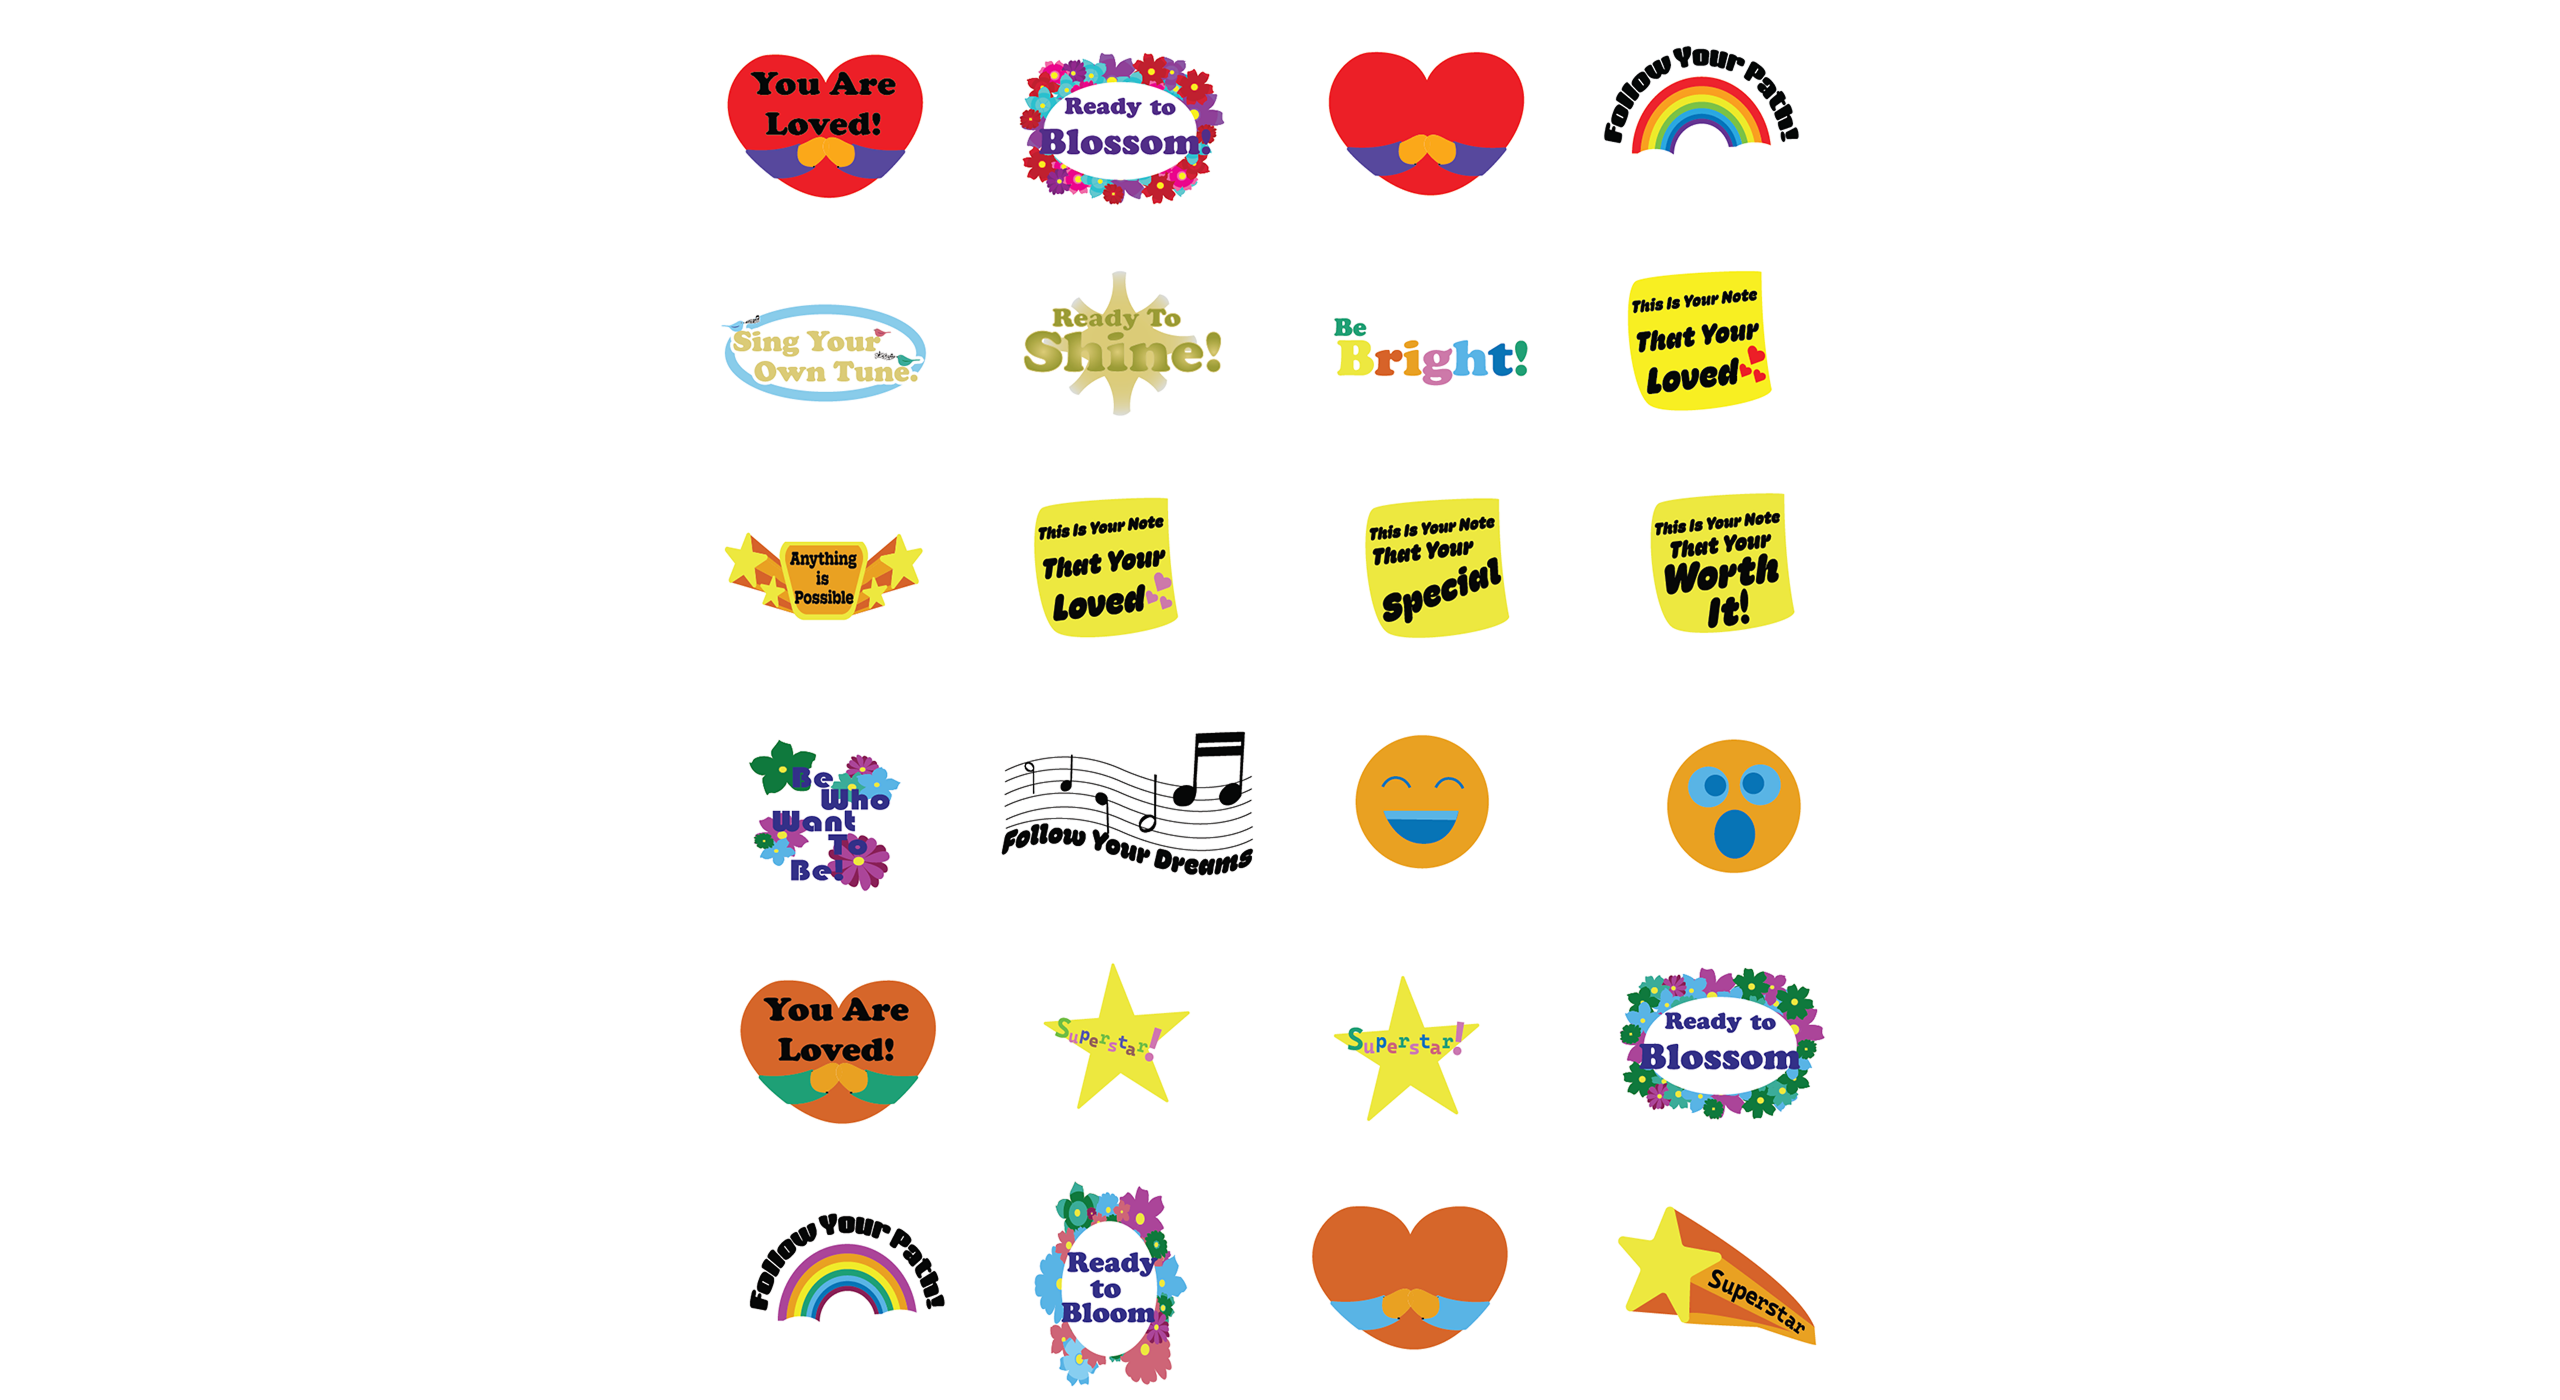 You Are
Loved!
Ready to
Blossom!
Follow Your Path!
Sing Your
Own Tune.
Ready To
Shine!
Be
Bright!
This Is Your Note
That Your
Loved
Anything
is
Possible
This Is Your Note
That Your
Loved
This Is Your Note
That Your
Special
This Is Your Note
That Your
Worth
It!
Be
Who
Want
To
Be!
Follow Your Dreams
You Are
Loved!
Superstar!
Superstar!
Ready to
Blossom
Follow Your Path!
Ready
to
Bloom
Superstar